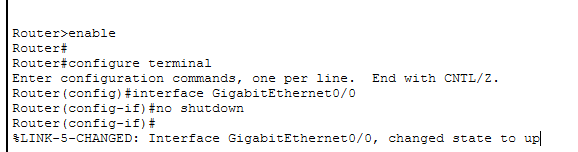 Router>enable
Router#
Router#configure terminal
Enter configuration commands, one per line.  End with CNTL/Z.
Router(config)#interface GigabitEthernet0/0
Router(config-if)#no shutdown
Router(config-if)#
%LINK-5-CHANGED: Interface GigabitEthernet0/0, changed state to up